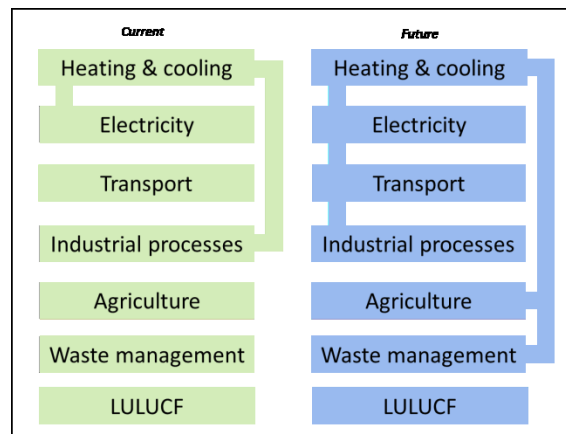 Current
Heating & cooling
Electricity
Transport
Industrial processes
Agriculture
Waste management
LULUCF
Future
Heating & cooling
Electricity
Transport
Industrial processes
Agriculture
Waste management
LULUCF